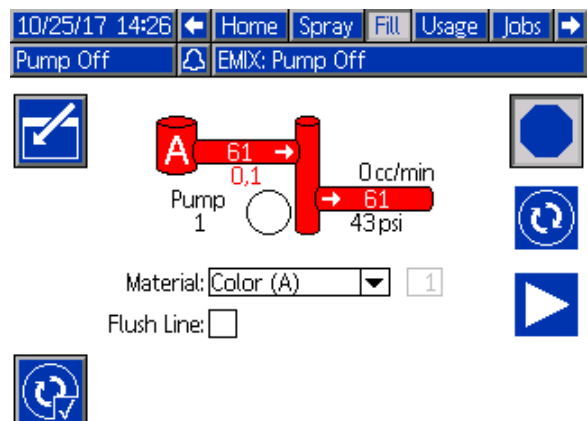 10/25/17 14:26 Home Spray Fill Usage Jobs
Pump Off EMIX: Pump Off
A 61
0,1
0 cc/min
Pump
1
61
43 psi
Material: Color (A) 1
Flush Line: